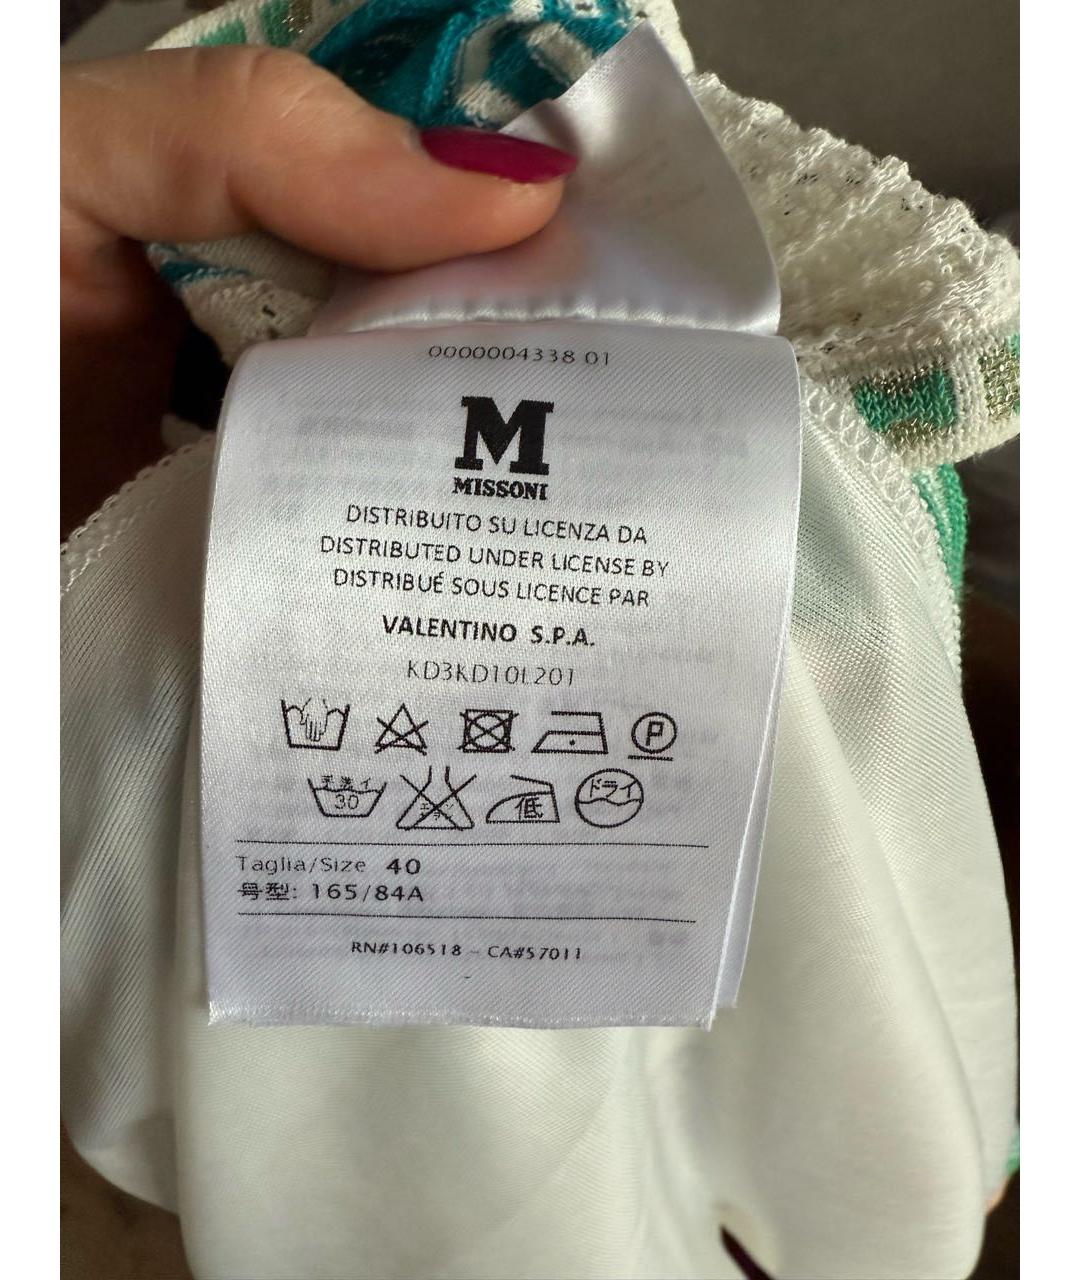 0000004338 01
M
MISSONI
DISTRIBUITO SU LICENZA DA
DISTRIBUTED UNDER LICENSE BY
DISTRIBUÉ SOUS LICENCE PAR
VALENTINO S.P.A.
KD3KD10L201
P
30
ドライ
低
Taglia/Size 40
号型: 165/84A
RN#106518 - CA#57011